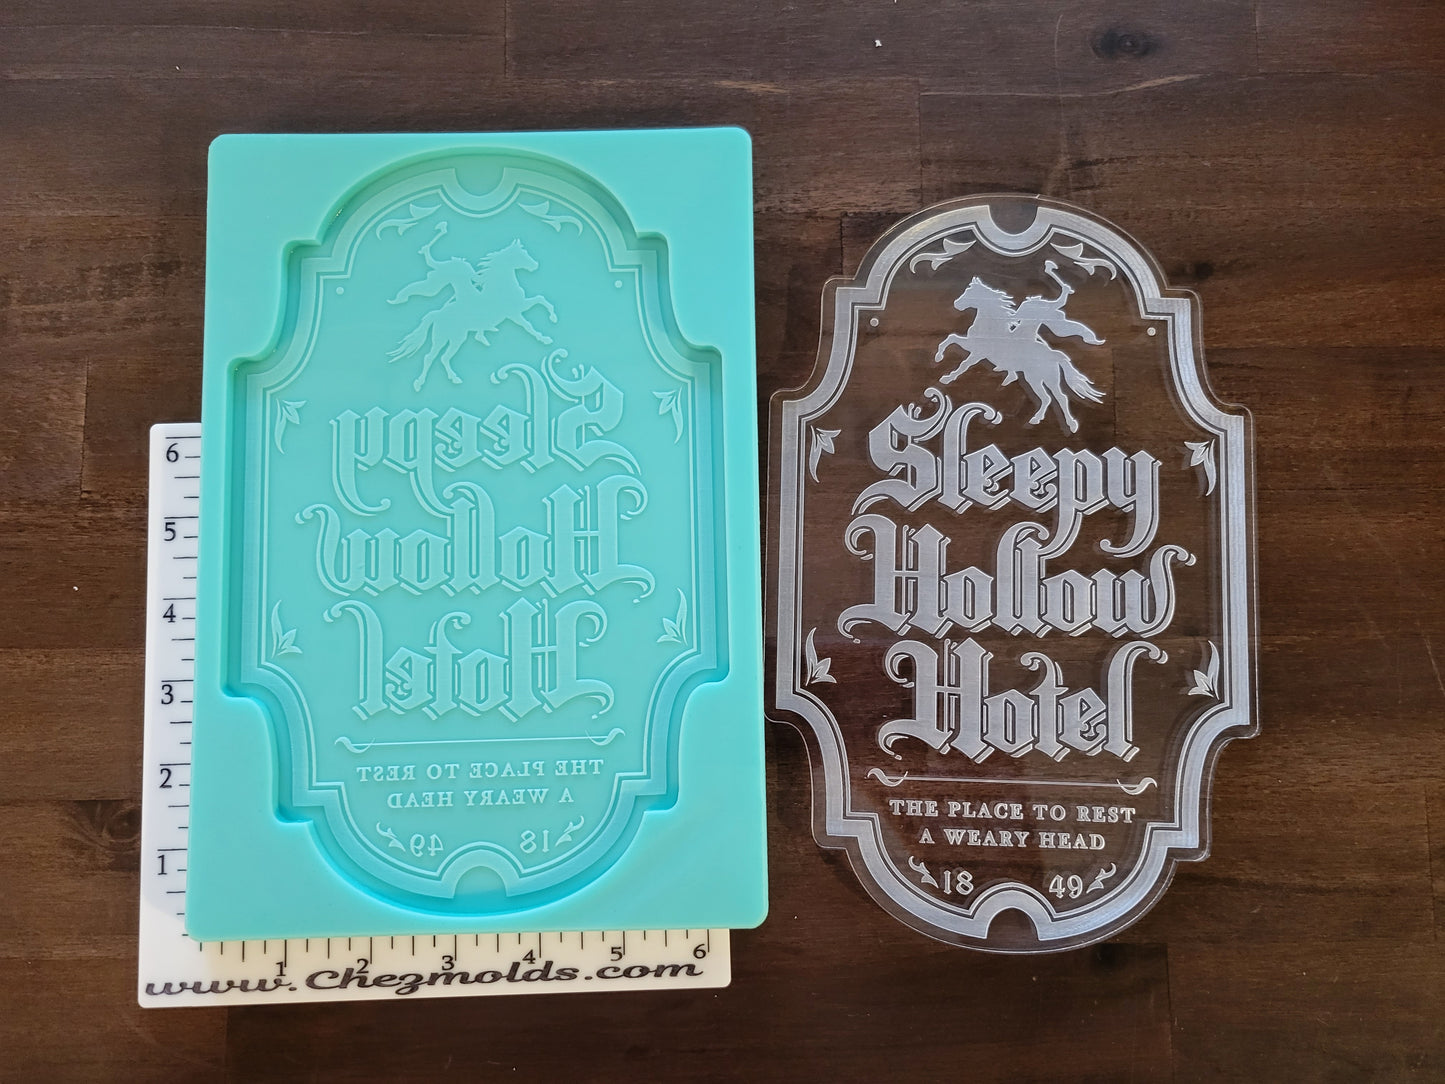 Sleepy
Hollow
Hotel
THE PLACE TO REST
A WEARY HEAD
18 49
Sleepy
Hollow
Hotel
THE PLACE TO REST
A WEARY HEAD
18 49
6
5
4
3
2
1
1 2 3 4 5 6
www.Chezmolds.com